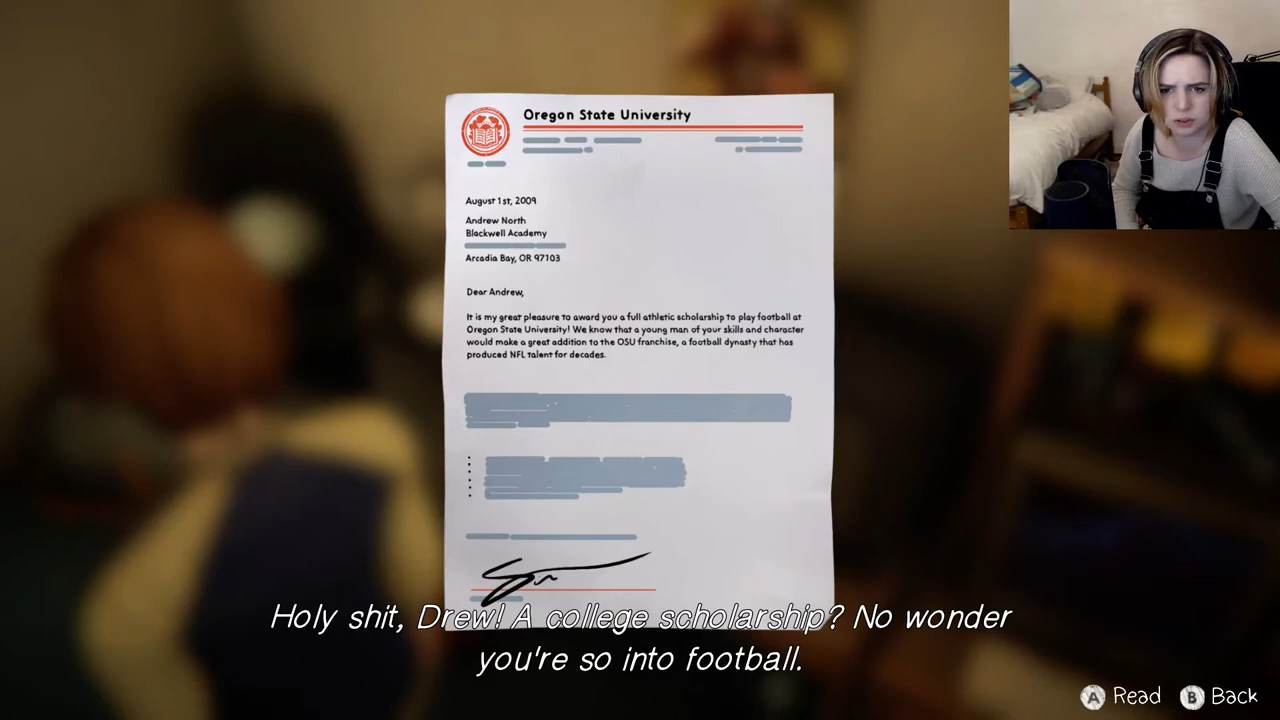 Oregon State University
August 1st, 2009
Andrew North
Blackwell Academy
Arcadia Bay, OR 97103
Dear Andrew,
It is my great pleasure to award you a full athletic scholarship to play football at
Oregon State University! We know that a young man of your skills and character
would make a great addition to the OSU franchise, a football dynasty that has
produced NFL talent for decades.
Holy shit, Drew! A college scholarship? No wonder
you're so into football.
A Read B Back